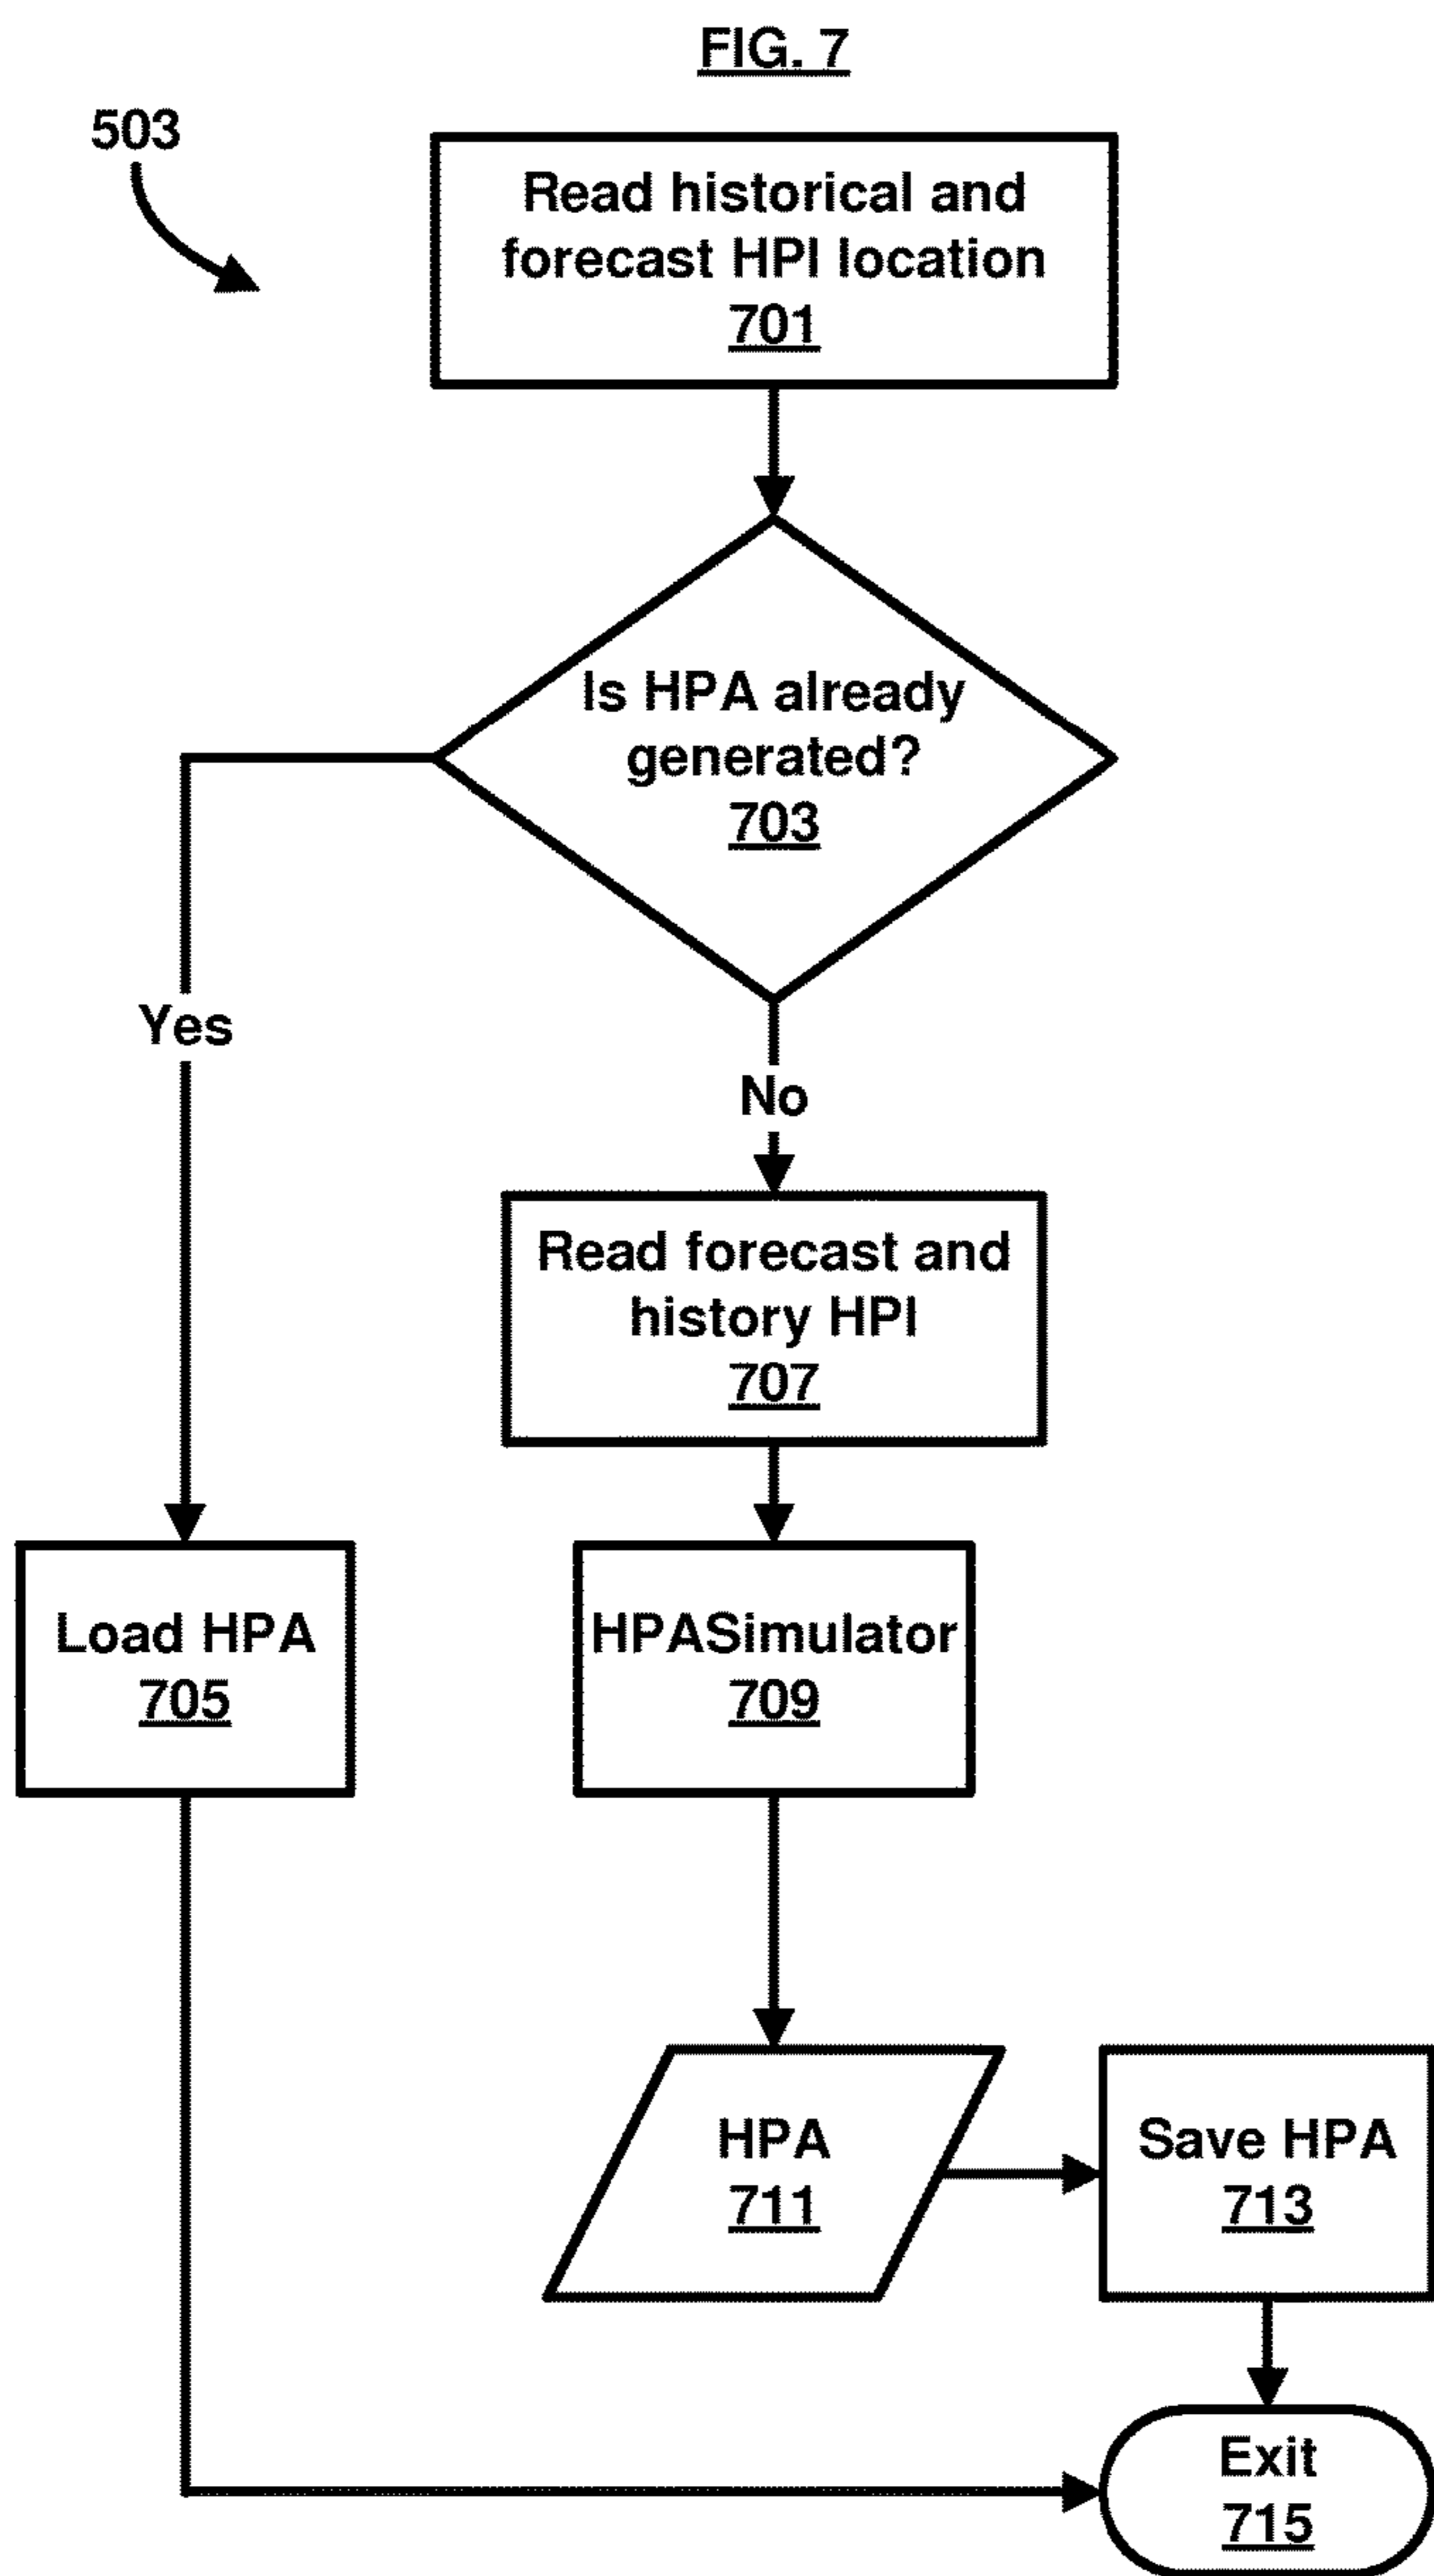 FIG. 7
503
Read historical and
forecast HPI location
701
Is HPA already
generated?
703
Yes
No
Read forecast and
history HPI
707
Load HPA
705
HPASimulator
709
HPA
711
Save HPA
713
Exit
715